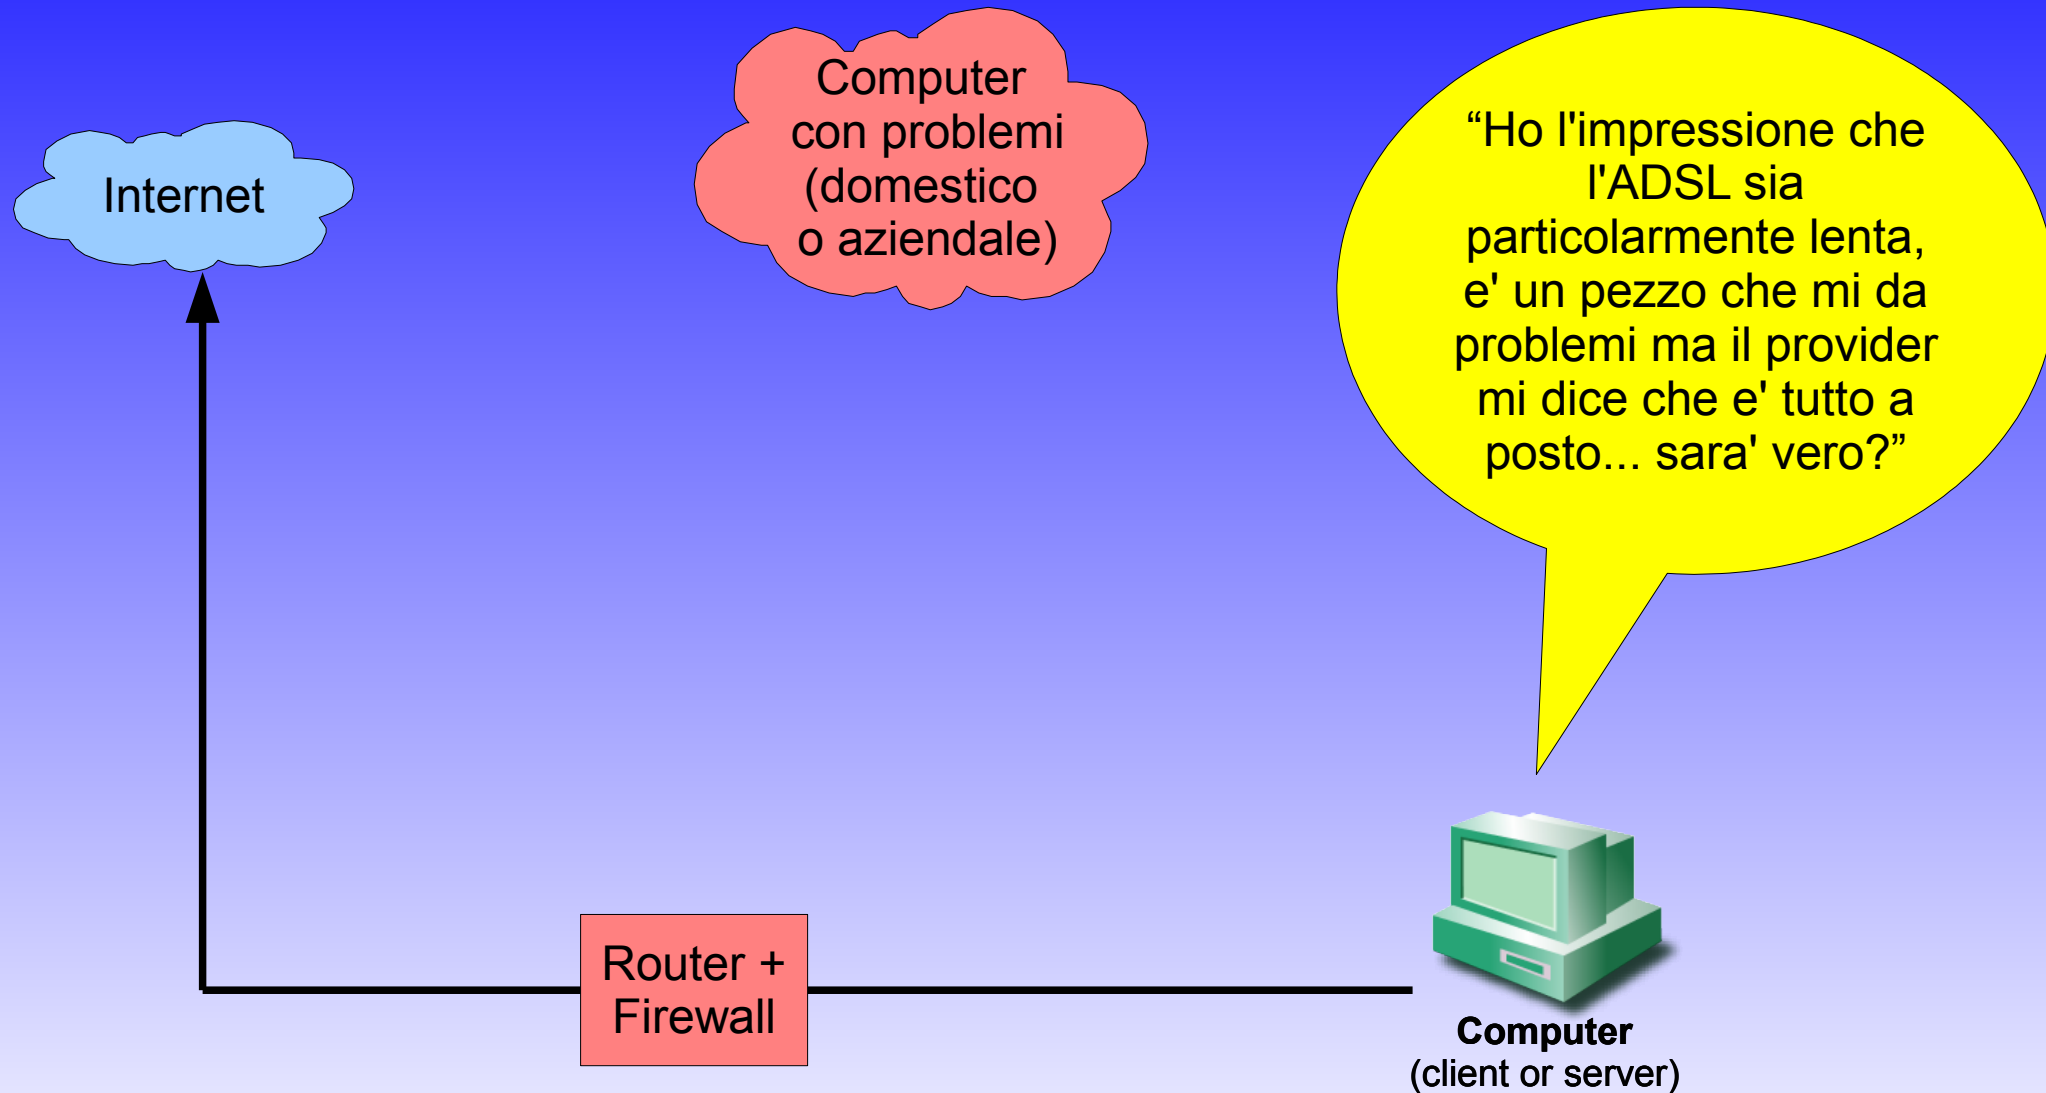 Internet
Computer
con problemi
(domestico
o aziendale)
“Ho l'impressione che
l'ADSL sia
particolarmente lenta,
e' un pezzo che mi da
problemi ma il provider
mi dice che e' tutto a
posto... sara' vero?”
Router +
Firewall
Computer
(client or server)